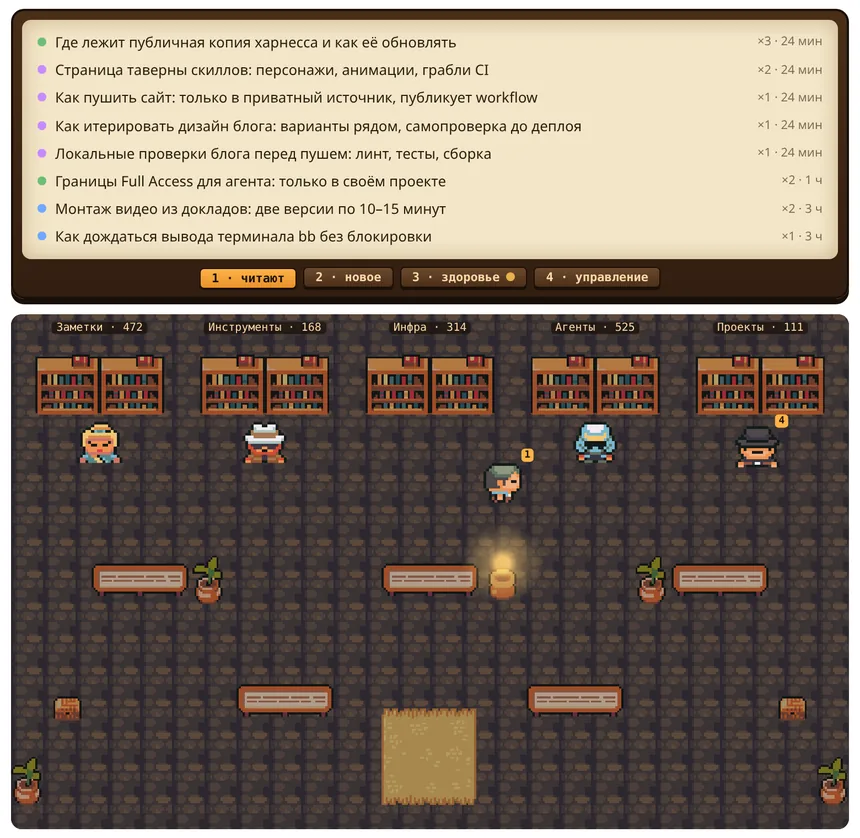 Где лежит публичная копия харнесса и как её обновлять ×3 · 24 мин
Страница таверны скиллов: персонажи, анимации, грабли CI ×2 · 24 мин
Как пушить сайт: только в приватный источник, публикует workflow ×1 · 24 мин
Как итерировать дизайн блога: варианты рядом, самопроверка до деплоя ×1 · 24 мин
Локальные проверки блога перед пушем: линт, тесты, сборка ×1 · 24 мин
Границы Full Access для агента: только в своём проекте ×2 · 1 ч
Монтаж видео из докладов: две версии по 10–15 минут ×2 · 3 ч
Как дождаться вывода терминала bb без блокировки ×1 · 3 ч
1 · читают 2 · новое 3 · здоровье 4 · управление
Заметки · 472 Инструменты · 168 Инфра · 314 Агенты · 525 Проекты · 111
4
1